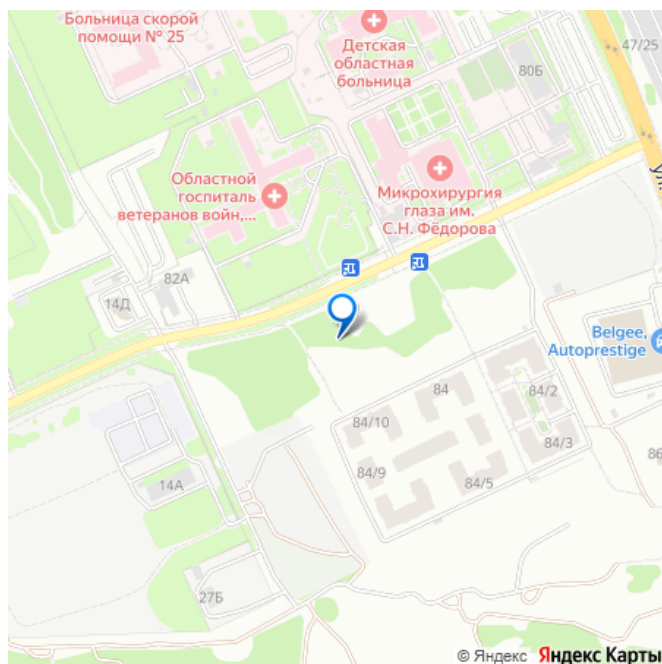 Больница скорой
помощи № 25
Детская
областная
больница
47/25
80Б
Областной
госпиталь
ветеранов войн,...
Микрохирургия
глаза им.
С.Н. Фёдорова
82А
14Д
Belgee,
Autoprestige
84
84/2
84/10
84/3
84/9
84/5
86
14А
27Б
© Яндекс Яндекс Карты